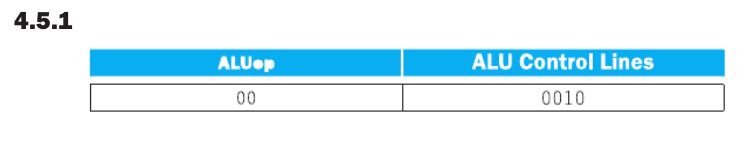 4.5.1
ALUop ALU Control Lines
00 0010